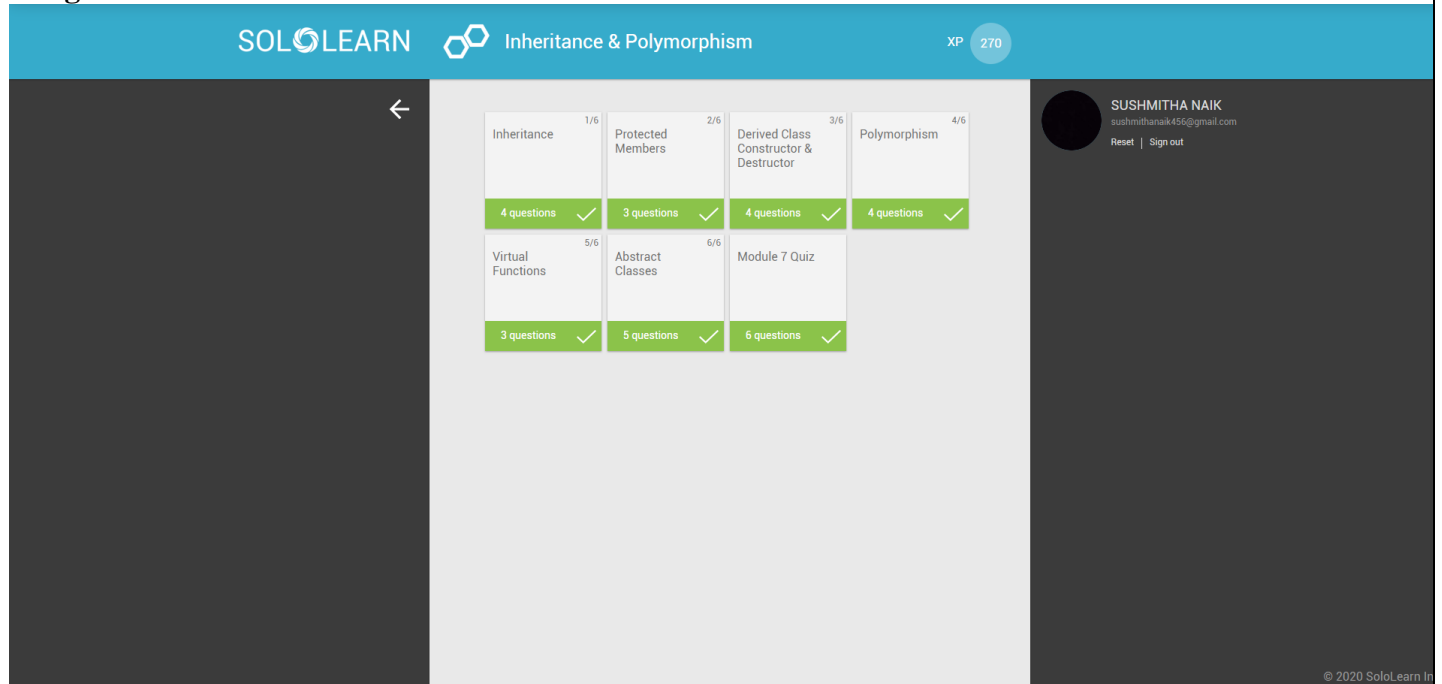 SOLOLEARN
Inheritance & Polymorphism
XP 270
SUSHMITHA NAIK
sushmithanaik456@gmail.com
Reset | Sign out
1/6
Inheritance
4 questions
2/6
Protected
Members
3 questions
3/6
Derived Class
Constructor &
Destructor
4 questions
4/6
Polymorphism
4 questions
5/6
Virtual
Functions
3 questions
6/6
Abstract
Classes
5 questions
Module 7 Quiz
6 questions
© 2020 SoloLearn In